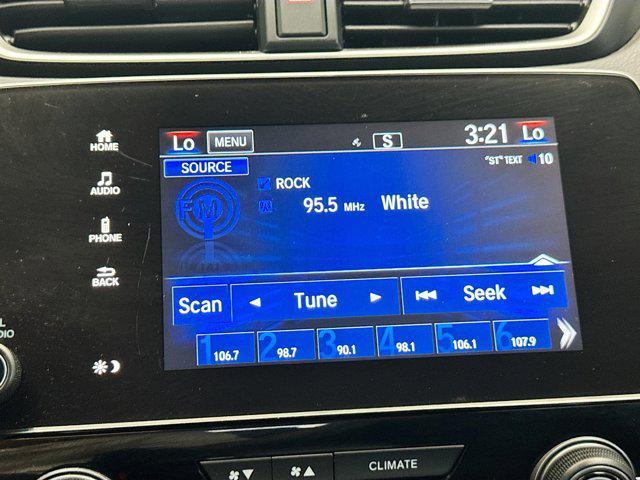 Lo MENU S 3:21 Lo
SOURCE "ST" TEXT 10
HOME
ROCK
FM
95.5 MHz White
AUDIO
PHONE
BACK
Scan Tune Seek
1 106.7 2 98.7 3 90.1 4 98.1 5 106.1 6 107.9
CLIMATE